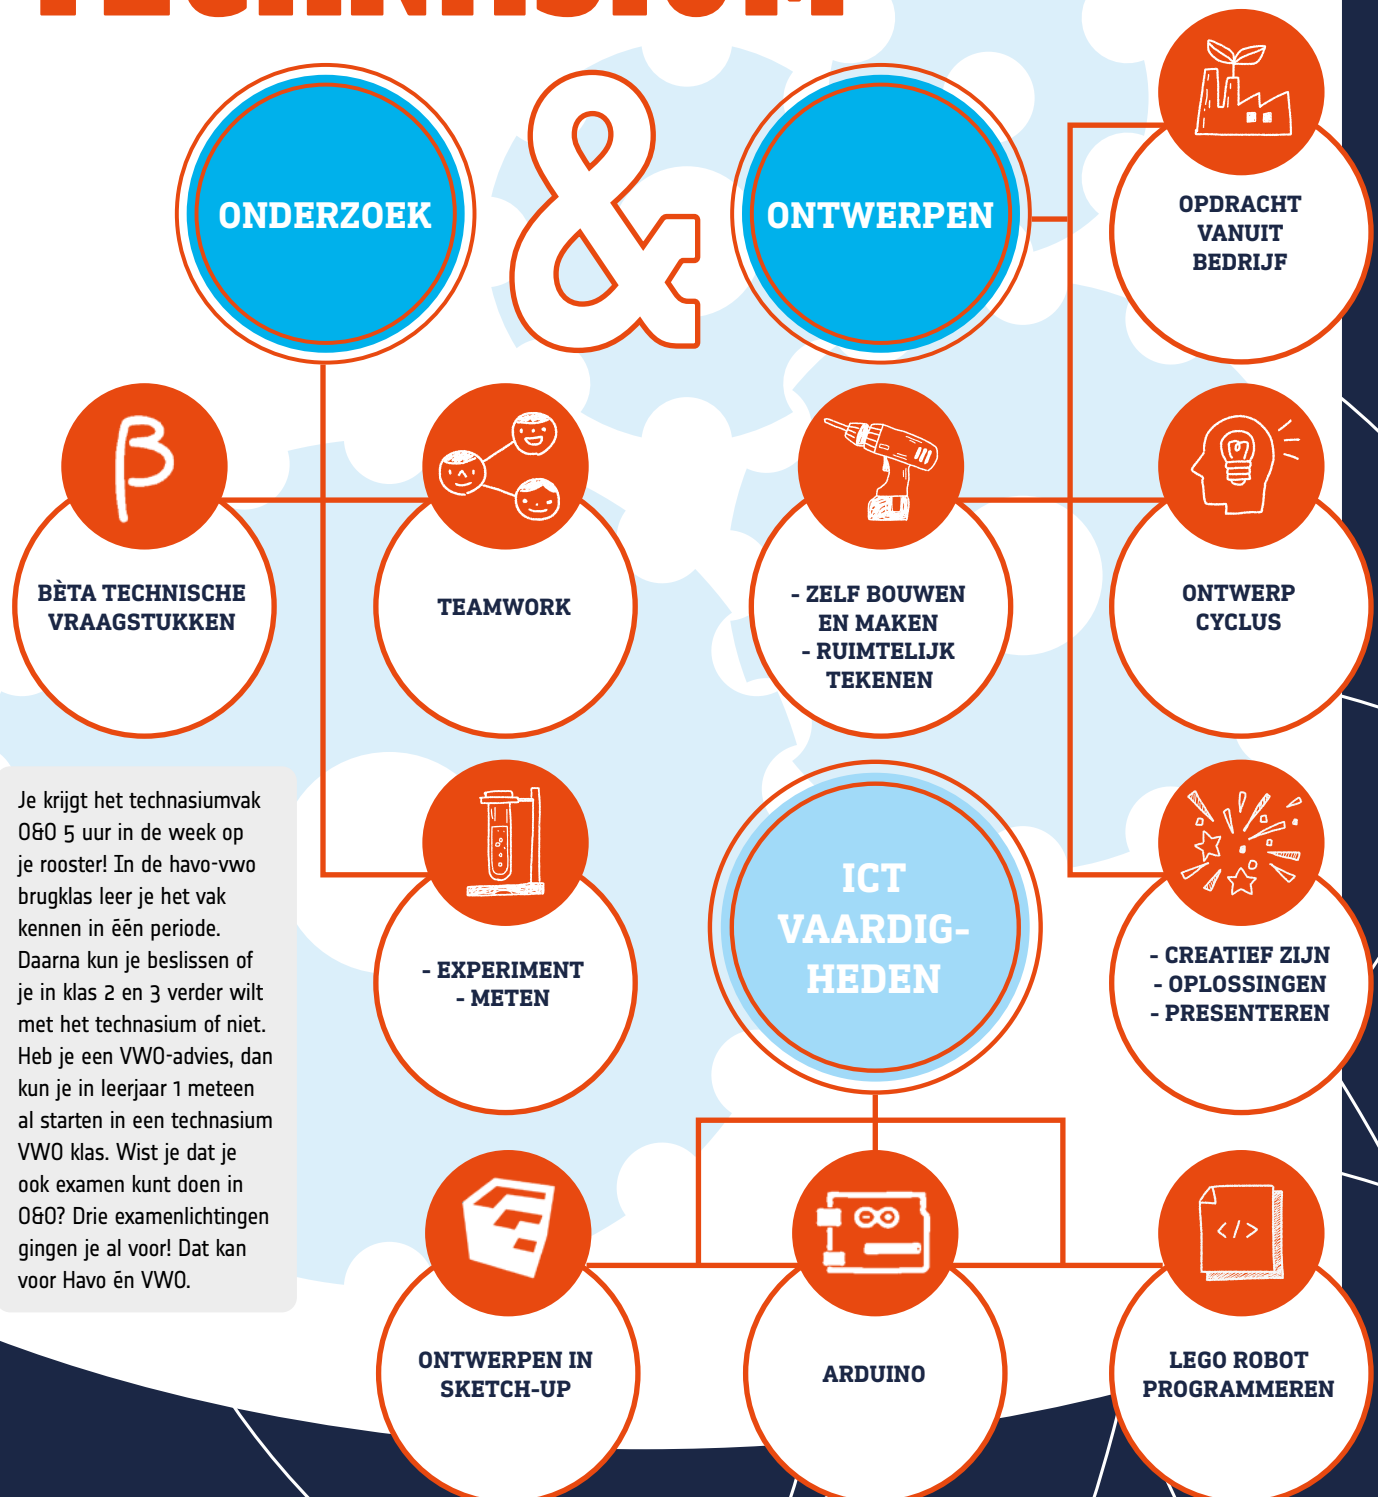 TECHNASIUM
ONDERZOEK
&
ONTWERPEN
OPDRACHT
VANUIT
BEDRIJF
β
BÈTA TECHNISCHE
VRAAGSTUKKEN
TEAMWORK
- ZELF BOUWEN
EN MAKEN
- RUIMTELIJK
TEKENEN
ONTWERP
CYCLUS
Je krijgt het technasiumvak
O&O 5 uur in de week op
je rooster! In de havo-vwo
brugklas leer je het vak
kennen in één periode.
Daarna kun je beslissen of
je in klas 2 en 3 verder wilt
met het technasium of niet.
Heb je een VWO-advies, dan
kun je in leerjaar 1 meteen
al starten in een technasium
VWO klas. Wist je dat je
ook examen kunt doen in
O&O? Drie examenlichtingen
gingen je al voor! Dat kan
voor Havo én VWO.
- EXPERIMENT
- METEN
ICT
VAARDIG-
HEDEN
- CREATIEF ZIJN
- OPLOSSINGEN
- PRESENTEREN
</>
ONTWERPEN IN
SKETCH-UP
ARDUINO
LEGO ROBOT
PROGRAMMEREN